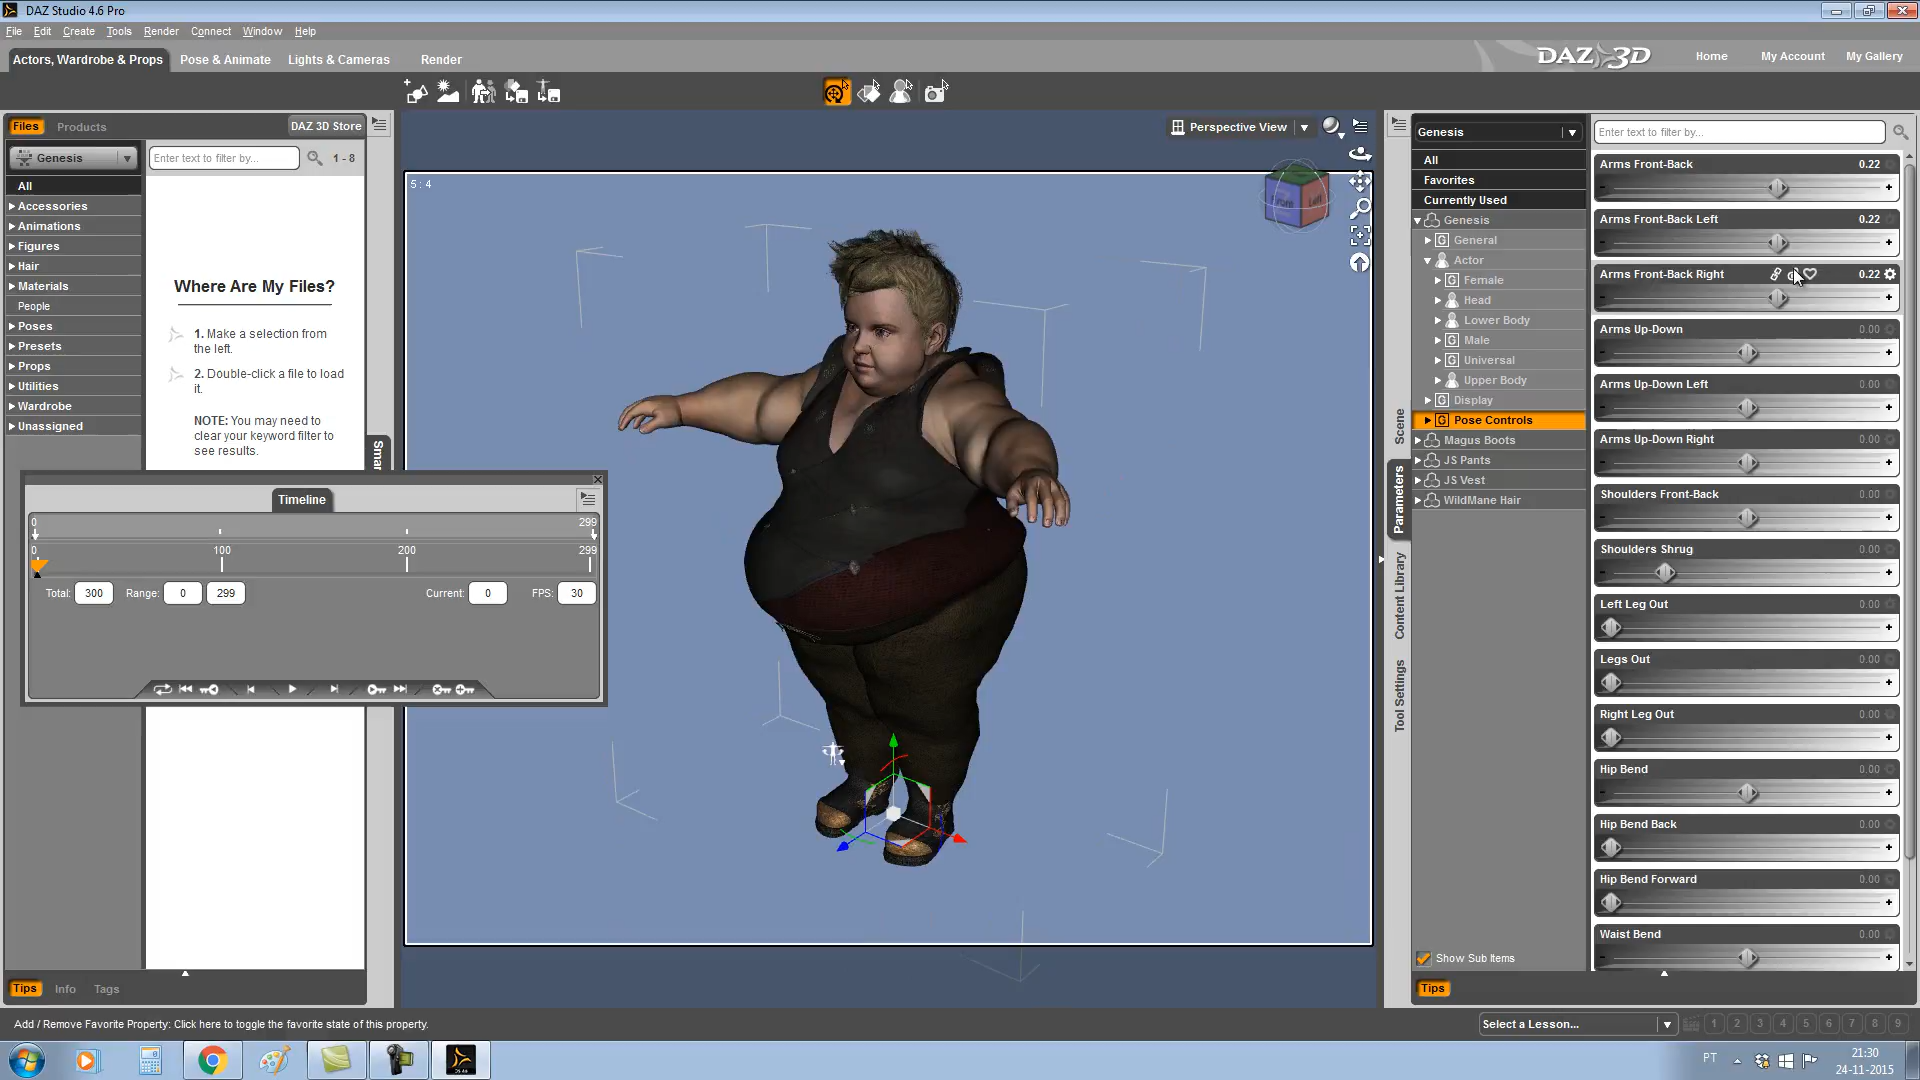 DAZ Studio 4.6 Pro
File Edit Create Tools Render Connect Window Help
Actors, Wardrobe & Props Pose & Animate Lights & Cameras Render
DAZ 3D
Home My Account My Gallery
Files Products DAZ 3D Store
Genesis
Enter text to filter by...
1 - 8
All
Accessories
Animations
Figures
Hair
Materials
People
Poses
Presets
Props
Utilities
Wardrobe
Unassigned
Where Are My Files?
1. Make a selection from
the left.
2. Double-click a file to load
it.
NOTE: You may need to
clear your keyword filter to
see results.
Smar
Timeline
0 299
0 100 200 299
Total: 300 Range: 0 299 Current: 0 FPS: 30
Tips Info Tags
Perspective View
5 : 4
Front Left
Scene
Parameters
Content Library
Tool Settings
Genesis
All
Favorites
Currently Used
Genesis
General
Actor
Female
Head
Lower Body
Male
Universal
Upper Body
Display
Pose Controls
Magus Boots
JS Pants
JS Vest
WildMane Hair
Show Sub Items
Tips
Enter text to filter by...
Arms Front-Back 0.22
Arms Front-Back Left 0.22
Arms Front-Back Right 0.22
Arms Up-Down 0.00
Arms Up-Down Left 0.00
Arms Up-Down Right 0.00
Shoulders Front-Back 0.00
Shoulders Shrug 0.00
Left Leg Out 0.00
Legs Out 0.00
Right Leg Out 0.00
Hip Bend 0.00
Hip Bend Back 0.00
Hip Bend Forward 0.00
Waist Bend 0.00
Add / Remove Favorite Property: Click here to toggle the favorite state of this property.
Select a Lesson... 1 2 3 4 5 6 7 8 9
PT
21:30
24-11-2015